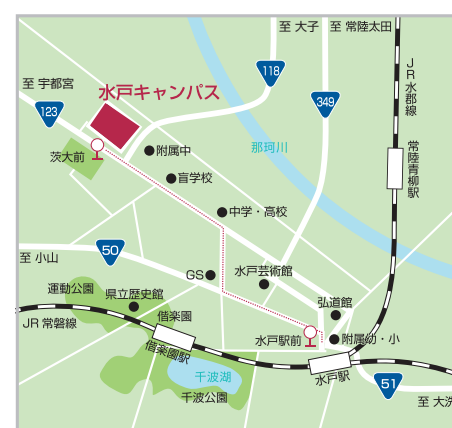 至 大子
至 常陸太田
118
JR水郡線
至 宇都宮
水戸キャンパス
349
123
那珂川
附属中
常陸青柳駅
茨大前
盲学校
中学・高校
50
至 小山
GS
水戸芸術館
運動公園
県立歴史館
弘道館
偕楽園
JR 常磐線
水戸駅前
附属幼・小
偕楽園駅
千波湖
水戸駅
51
千波公園
至 大洗